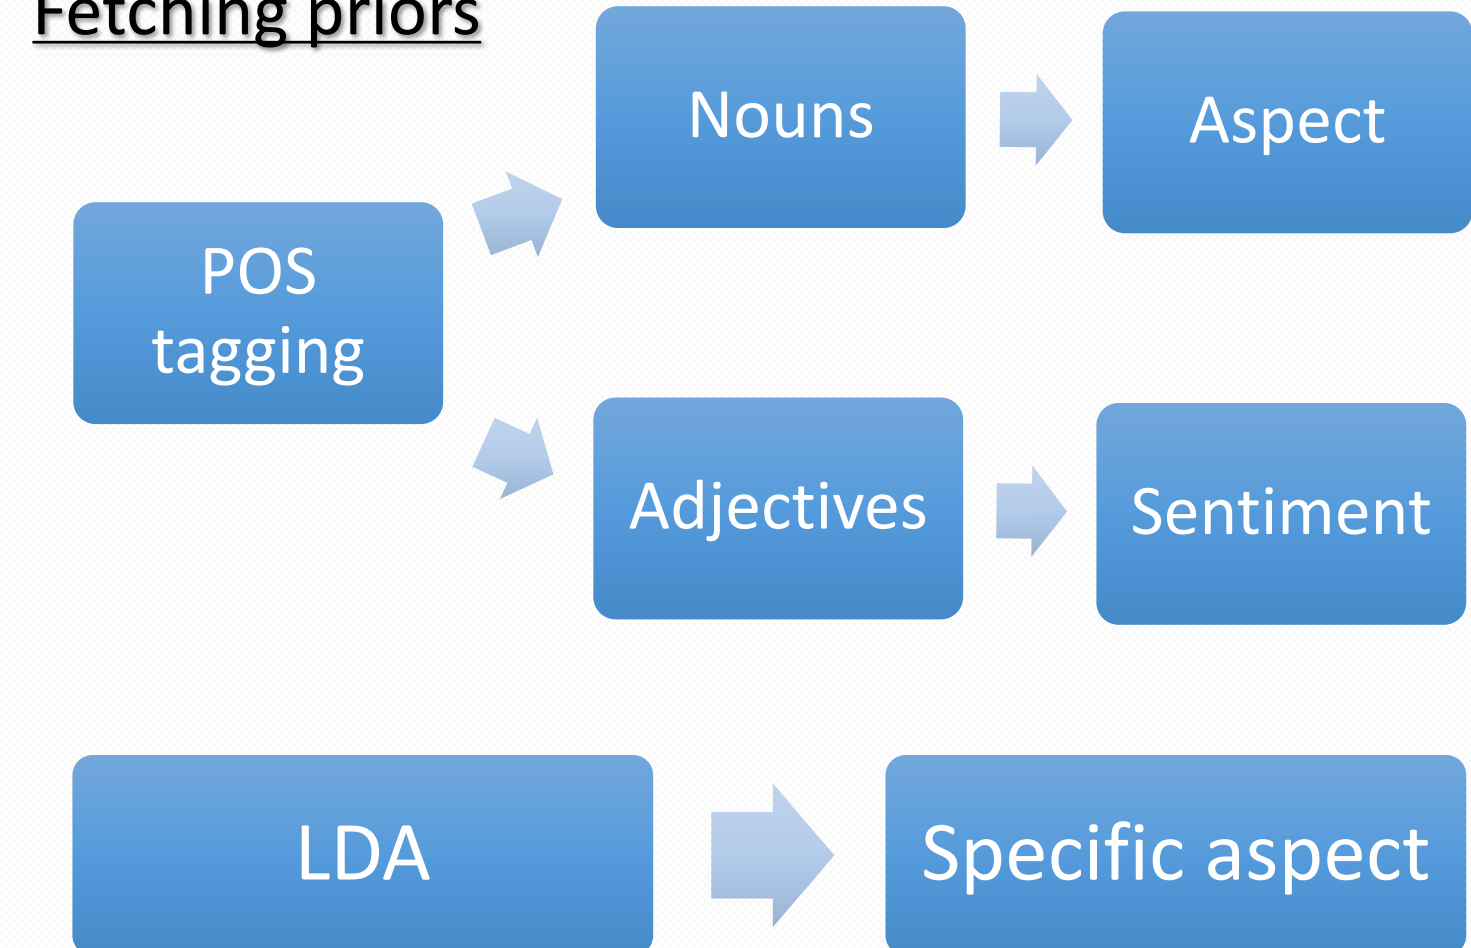 Fetching priors
Nouns
Aspect
POS
tagging
Adjectives
Sentiment
LDA
Specific aspect